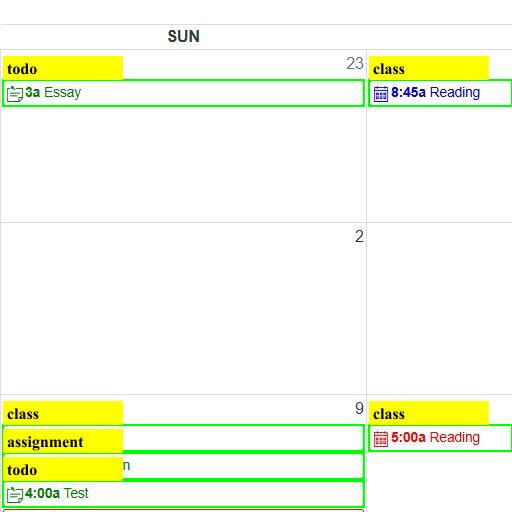 SUN
todo
23
class
3a Essay
8:45a Reading
2
class
9
class
assignment
5:00a Reading
todo
n
4:00a Test